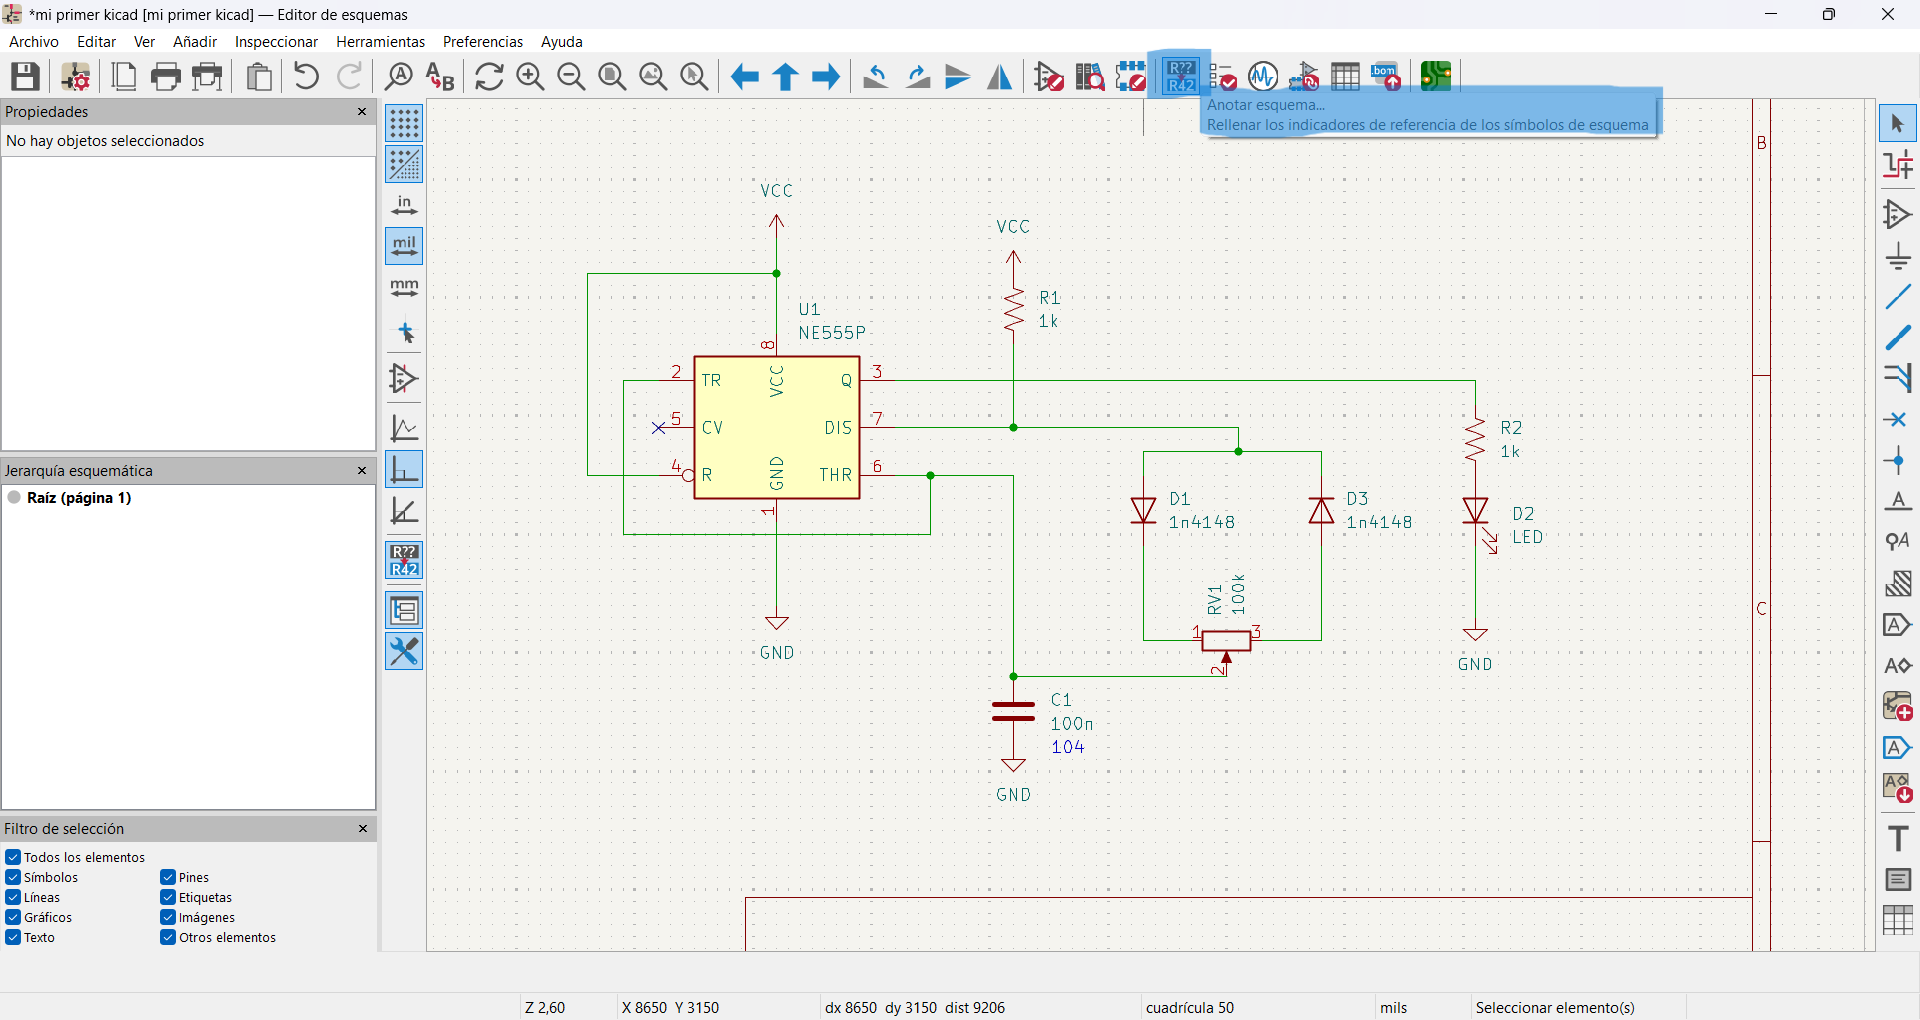 *mi primer kicad [mi primer kicad] — Editor de esquemas
Archivo Editar Ver Añadir Inspeccionar Herramientas Preferencias Ayuda
A B
R??
R42
bom
Anotar esquema...
Rellenar los indicadores de referencia de los símbolos de esquema
Propiedades
No hay objetos seleccionados
in
mil
mm
R??
R42
Jerarquía esquemática
Raíz (página 1)
Filtro de selección
Todos los elementos
Símbolos Pines
Líneas Etiquetas
Gráficos Imágenes
Texto Otros elementos
VCC
VCC
U1
NE555P
R1
1k
8
2 TR VCC Q 3
5 CV DIS 7
4 R GND THR 6
1
GND
R2
1k
D1
1n4148
D3
1n4148
D2
LED
RV1
100k
1 3
2
GND
C1
100n
104
GND
B
C
A
A
A
A
A
A
T
Z 2,60 X 8650 Y 3150 dx 8650 dy 3150 dist 9206 cuadrícula 50 mils Seleccionar elemento(s)